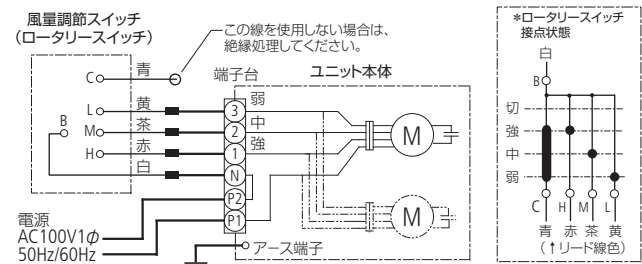 風量調節スイッチ
（ロータリースイッチ）
この線を使用しない場合は、
絶縁処理してください。
C 青
L 黄
B
M 茶
H 赤
白
端子台
ユニット本体
3 弱
2 中
1 強
N
P2
P1
M
M
アース端子
電源
AC100V1φ
50Hz/60Hz
*ロータリースイッチ
接点状態
白
B
切
強
中
弱
C H M L
青 赤 茶 黄
（↑リード線色）